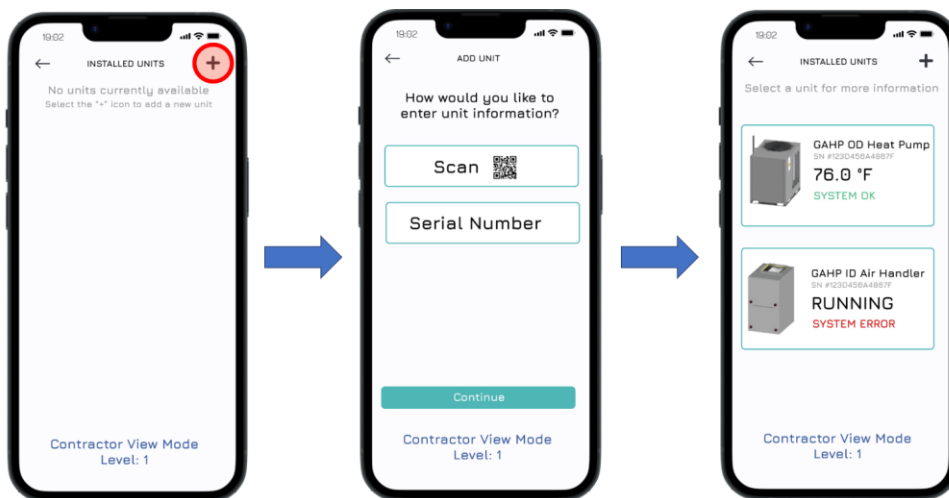 19:02
INSTALLED UNITS
No units currently available
Select the "+" icon to add a new unit
Contractor View Mode
Level: 1
19:02
ADD UNIT
How would you like to
enter unit information?
Scan
Serial Number
Continue
Contractor View Mode
Level: 1
19:02
INSTALLED UNITS
Select a unit for more information
GAHP OD Heat Pump
SN #123D456A4867F
76.0 °F
SYSTEM OK
GAHP ID Air Handler
SN #123D456A4867F
RUNNING
SYSTEM ERROR
Contractor View Mode
Level: 1